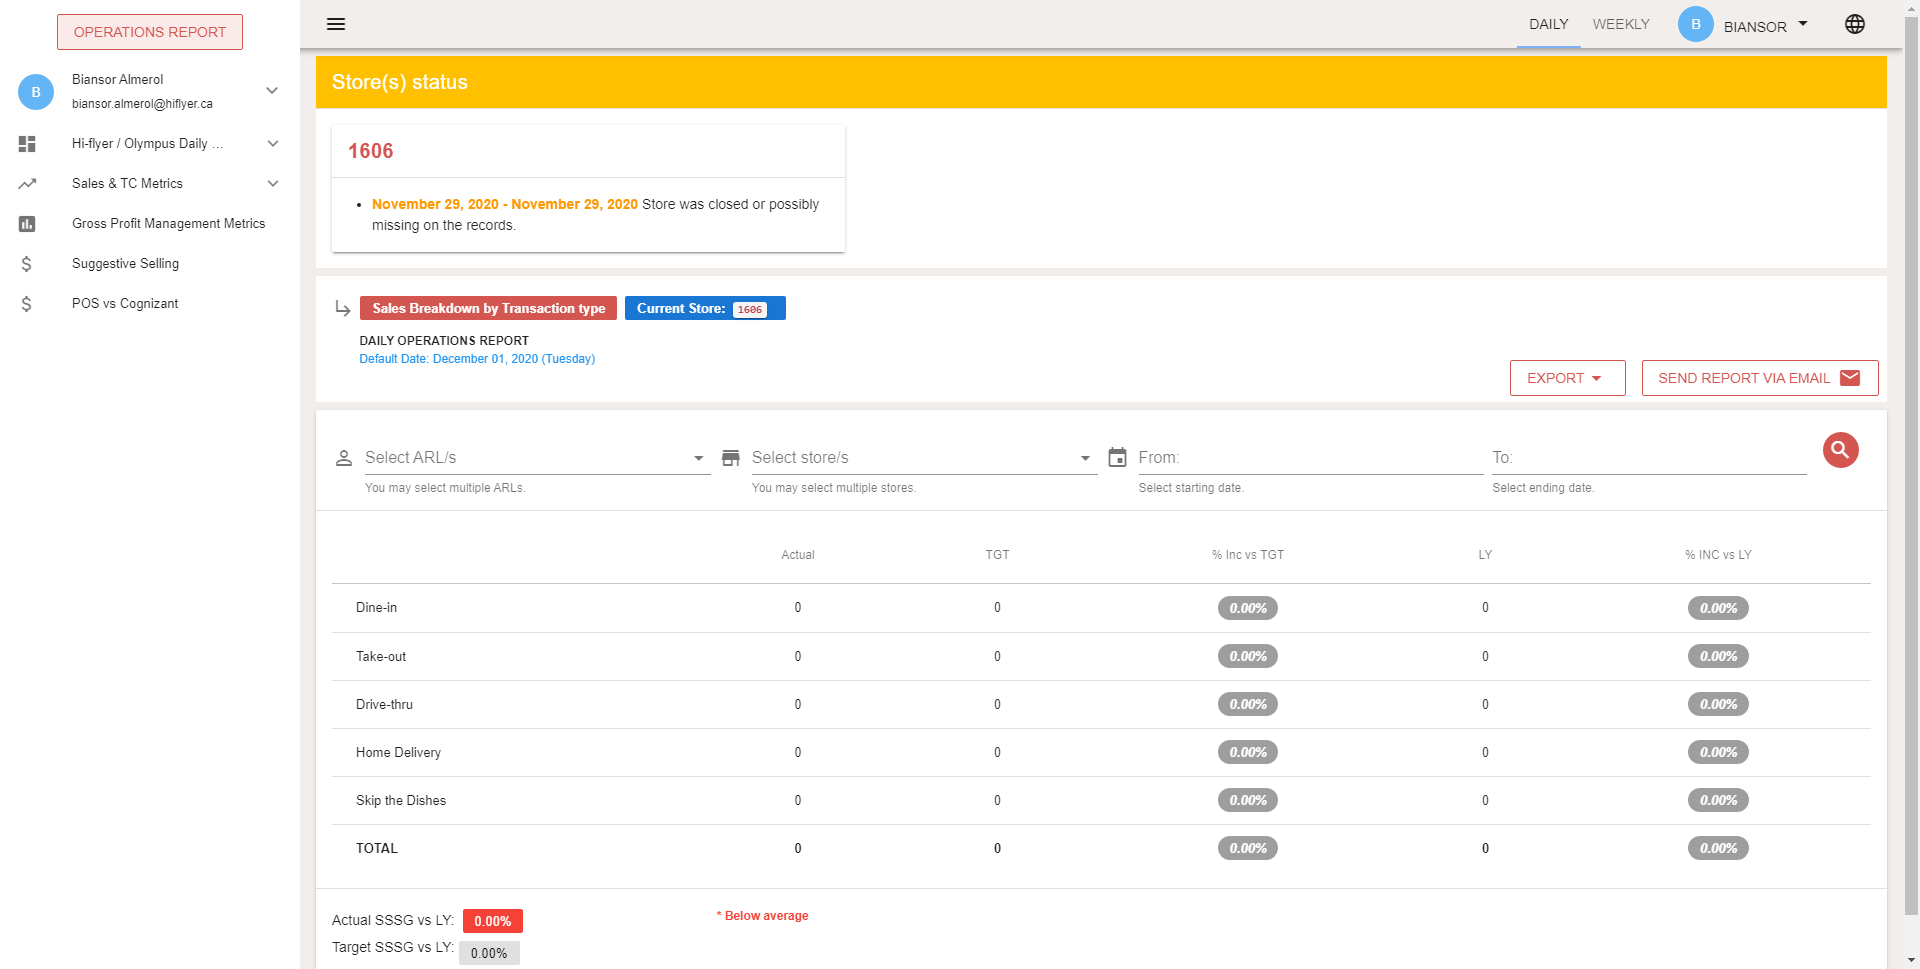 OPERATIONS REPORT
B
Biansor Almerol
biansor.almerol@hiflyer.ca
Hi-flyer / Olympus Daily ...
Sales & TC Metrics
Gross Profit Management Metrics
$ Suggestive Selling
$ POS vs Cognizant
DAILY WEEKLY B BIANSOR
Store(s) status
1606
• November 29, 2020 - November 29, 2020 Store was closed or possibly
missing on the records.
Sales Breakdown by Transaction type Current Store: 1606
DAILY OPERATIONS REPORT
Default Date: December 01, 2020 (Tuesday)
EXPORT SEND REPORT VIA EMAIL
Select ARL/s Select store/s From: To:
You may select multiple ARLs. You may select multiple stores. Select starting date. Select ending date.
Actual TGT % Inc vs TGT LY % INC vs LY
Dine-in 0 0 0.00% 0 0.00%
Take-out 0 0 0.00% 0 0.00%
Drive-thru 0 0 0.00% 0 0.00%
Home Delivery 0 0 0.00% 0 0.00%
Skip the Dishes 0 0 0.00% 0 0.00%
TOTAL 0 0 0.00% 0 0.00%
Actual SSSG vs LY: 0.00% * Below average
Target SSSG vs LY: 0.00%